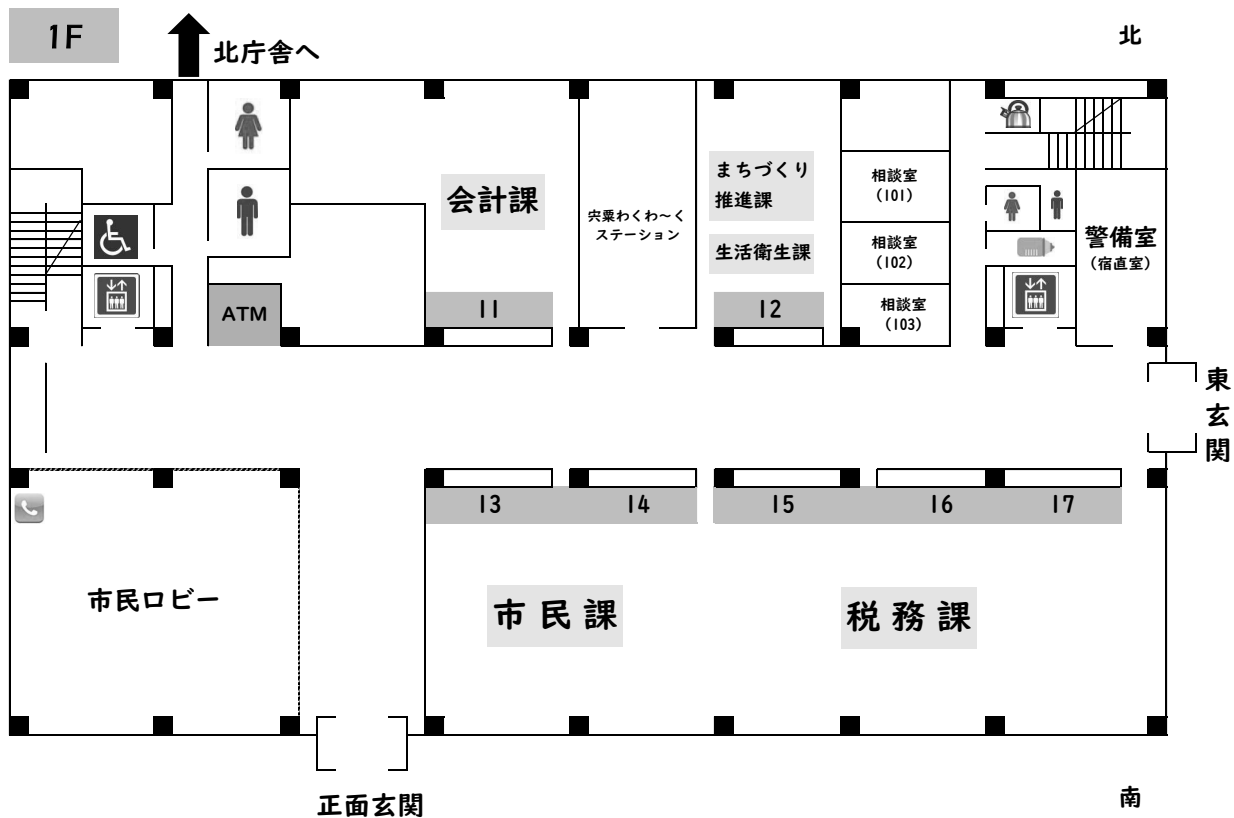 1F
北庁舎へ
北
会計課
宍粟わくわ～く
ステーション
まちづくり
推進課
生活衛生課
相談室
(101)
相談室
(102)
相談室
(103)
警備室
(宿直室)
ATM
11
12
東玄関
13
14
15
16
17
市民ロビー
市民課
税務課
正面玄関
南